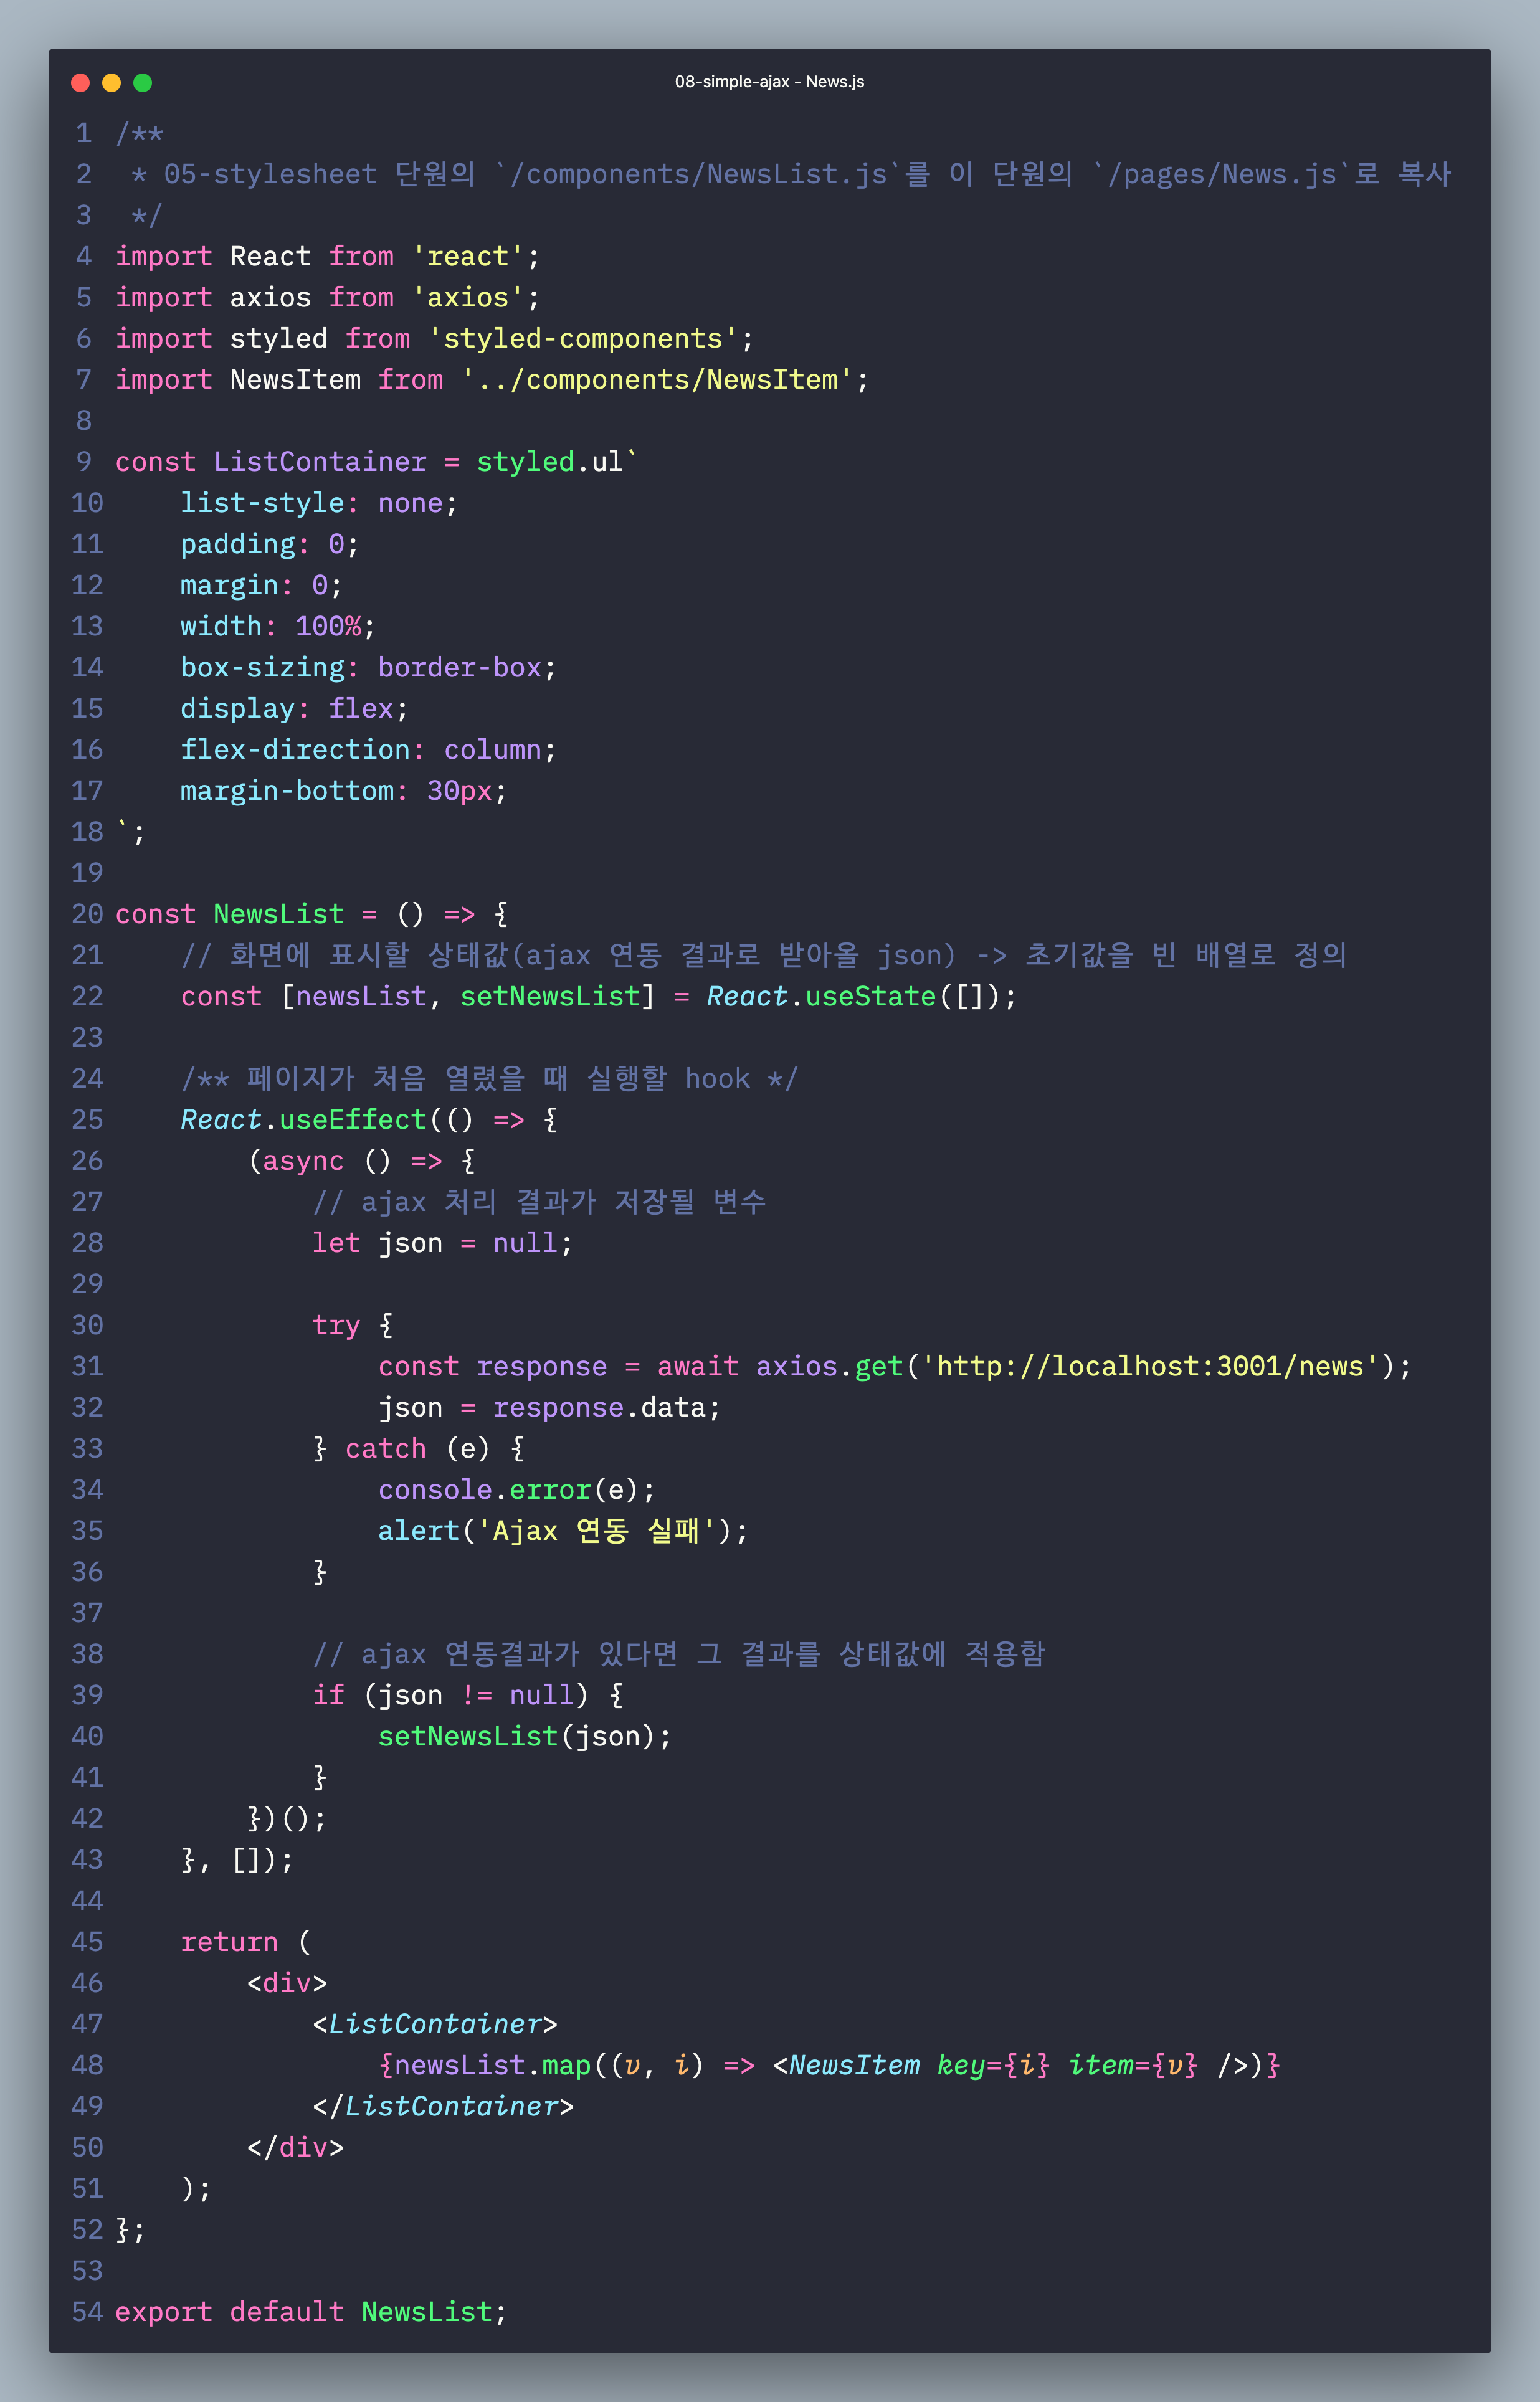 08-simple-ajax - News.js
1 /**
2  * 05-stylesheet 단원의 `/components/NewsList.js`를 이 단원의 `/pages/News.js`로 복사
3  */
4 import React from 'react';
5 import axios from 'axios';
6 import styled from 'styled-components';
7 import NewsItem from '../components/NewsItem';
8
9 const ListContainer = styled.ul`
10     list-style: none;
11     padding: 0;
12     margin: 0;
13     width: 100%;
14     box-sizing: border-box;
15     display: flex;
16     flex-direction: column;
17     margin-bottom: 30px;
18 `;
19
20 const NewsList = () => {
21     // 화면에 표시할 상태값(ajax 연동 결과로 받아올 json) -> 초기값을 빈 배열로 정의
22     const [newsList, setNewsList] = React.useState([]);
23
24     /** 페이지가 처음 열렸을 때 실행할 hook */
25     React.useEffect(() => {
26         (async () => {
27             // ajax 처리 결과가 저장될 변수
28             let json = null;
29
30             try {
31                 const response = await axios.get('http://localhost:3001/news');
32                 json = response.data;
33             } catch (e) {
34                 console.error(e);
35                 alert('Ajax 연동 실패');
36             }
37
38             // ajax 연동결과가 있다면 그 결과를 상태값에 적용함
39             if (json != null) {
40                 setNewsList(json);
41             }
42         })();
43     }, []);
44
45     return (
46         <div>
47             <ListContainer>
48                 {newsList.map((v, i) => <NewsItem key={i} item={v} />)}
49             </ListContainer>
50         </div>
51     );
52 };
53
54 export default NewsList;